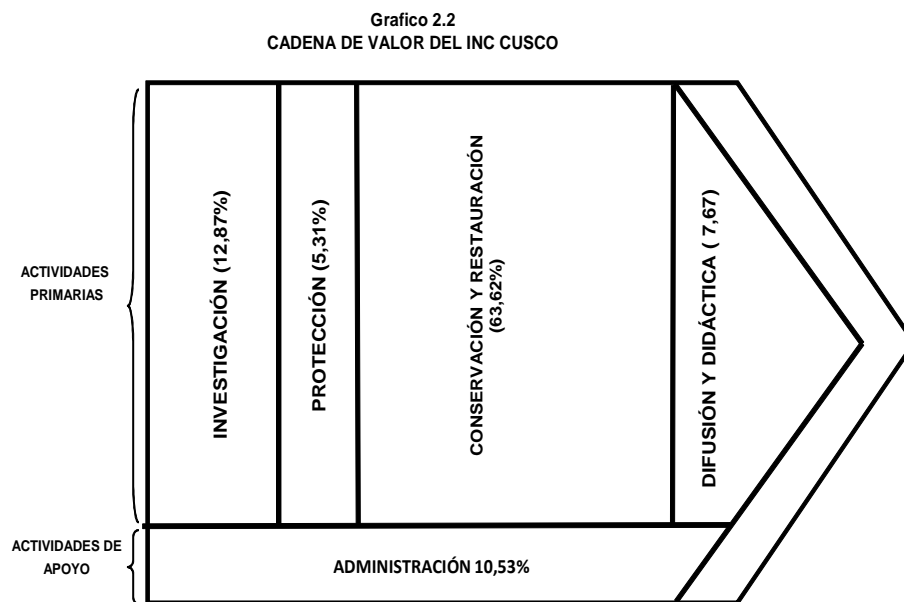 Grafico 2.2
CADENA DE VALOR DEL INC CUSCO
ACTIVIDADES
PRIMARIAS
INVESTIGACIÓN (12,87%)
PROTECCIÓN (5,31%)
CONSERVACIÓN Y RESTAURACIÓN
(63,62%)
DIFUSIÓN Y DIDÁCTICA ( 7,67)
ACTIVIDADES DE
APOYO
ADMINISTRACIÓN 10,53%